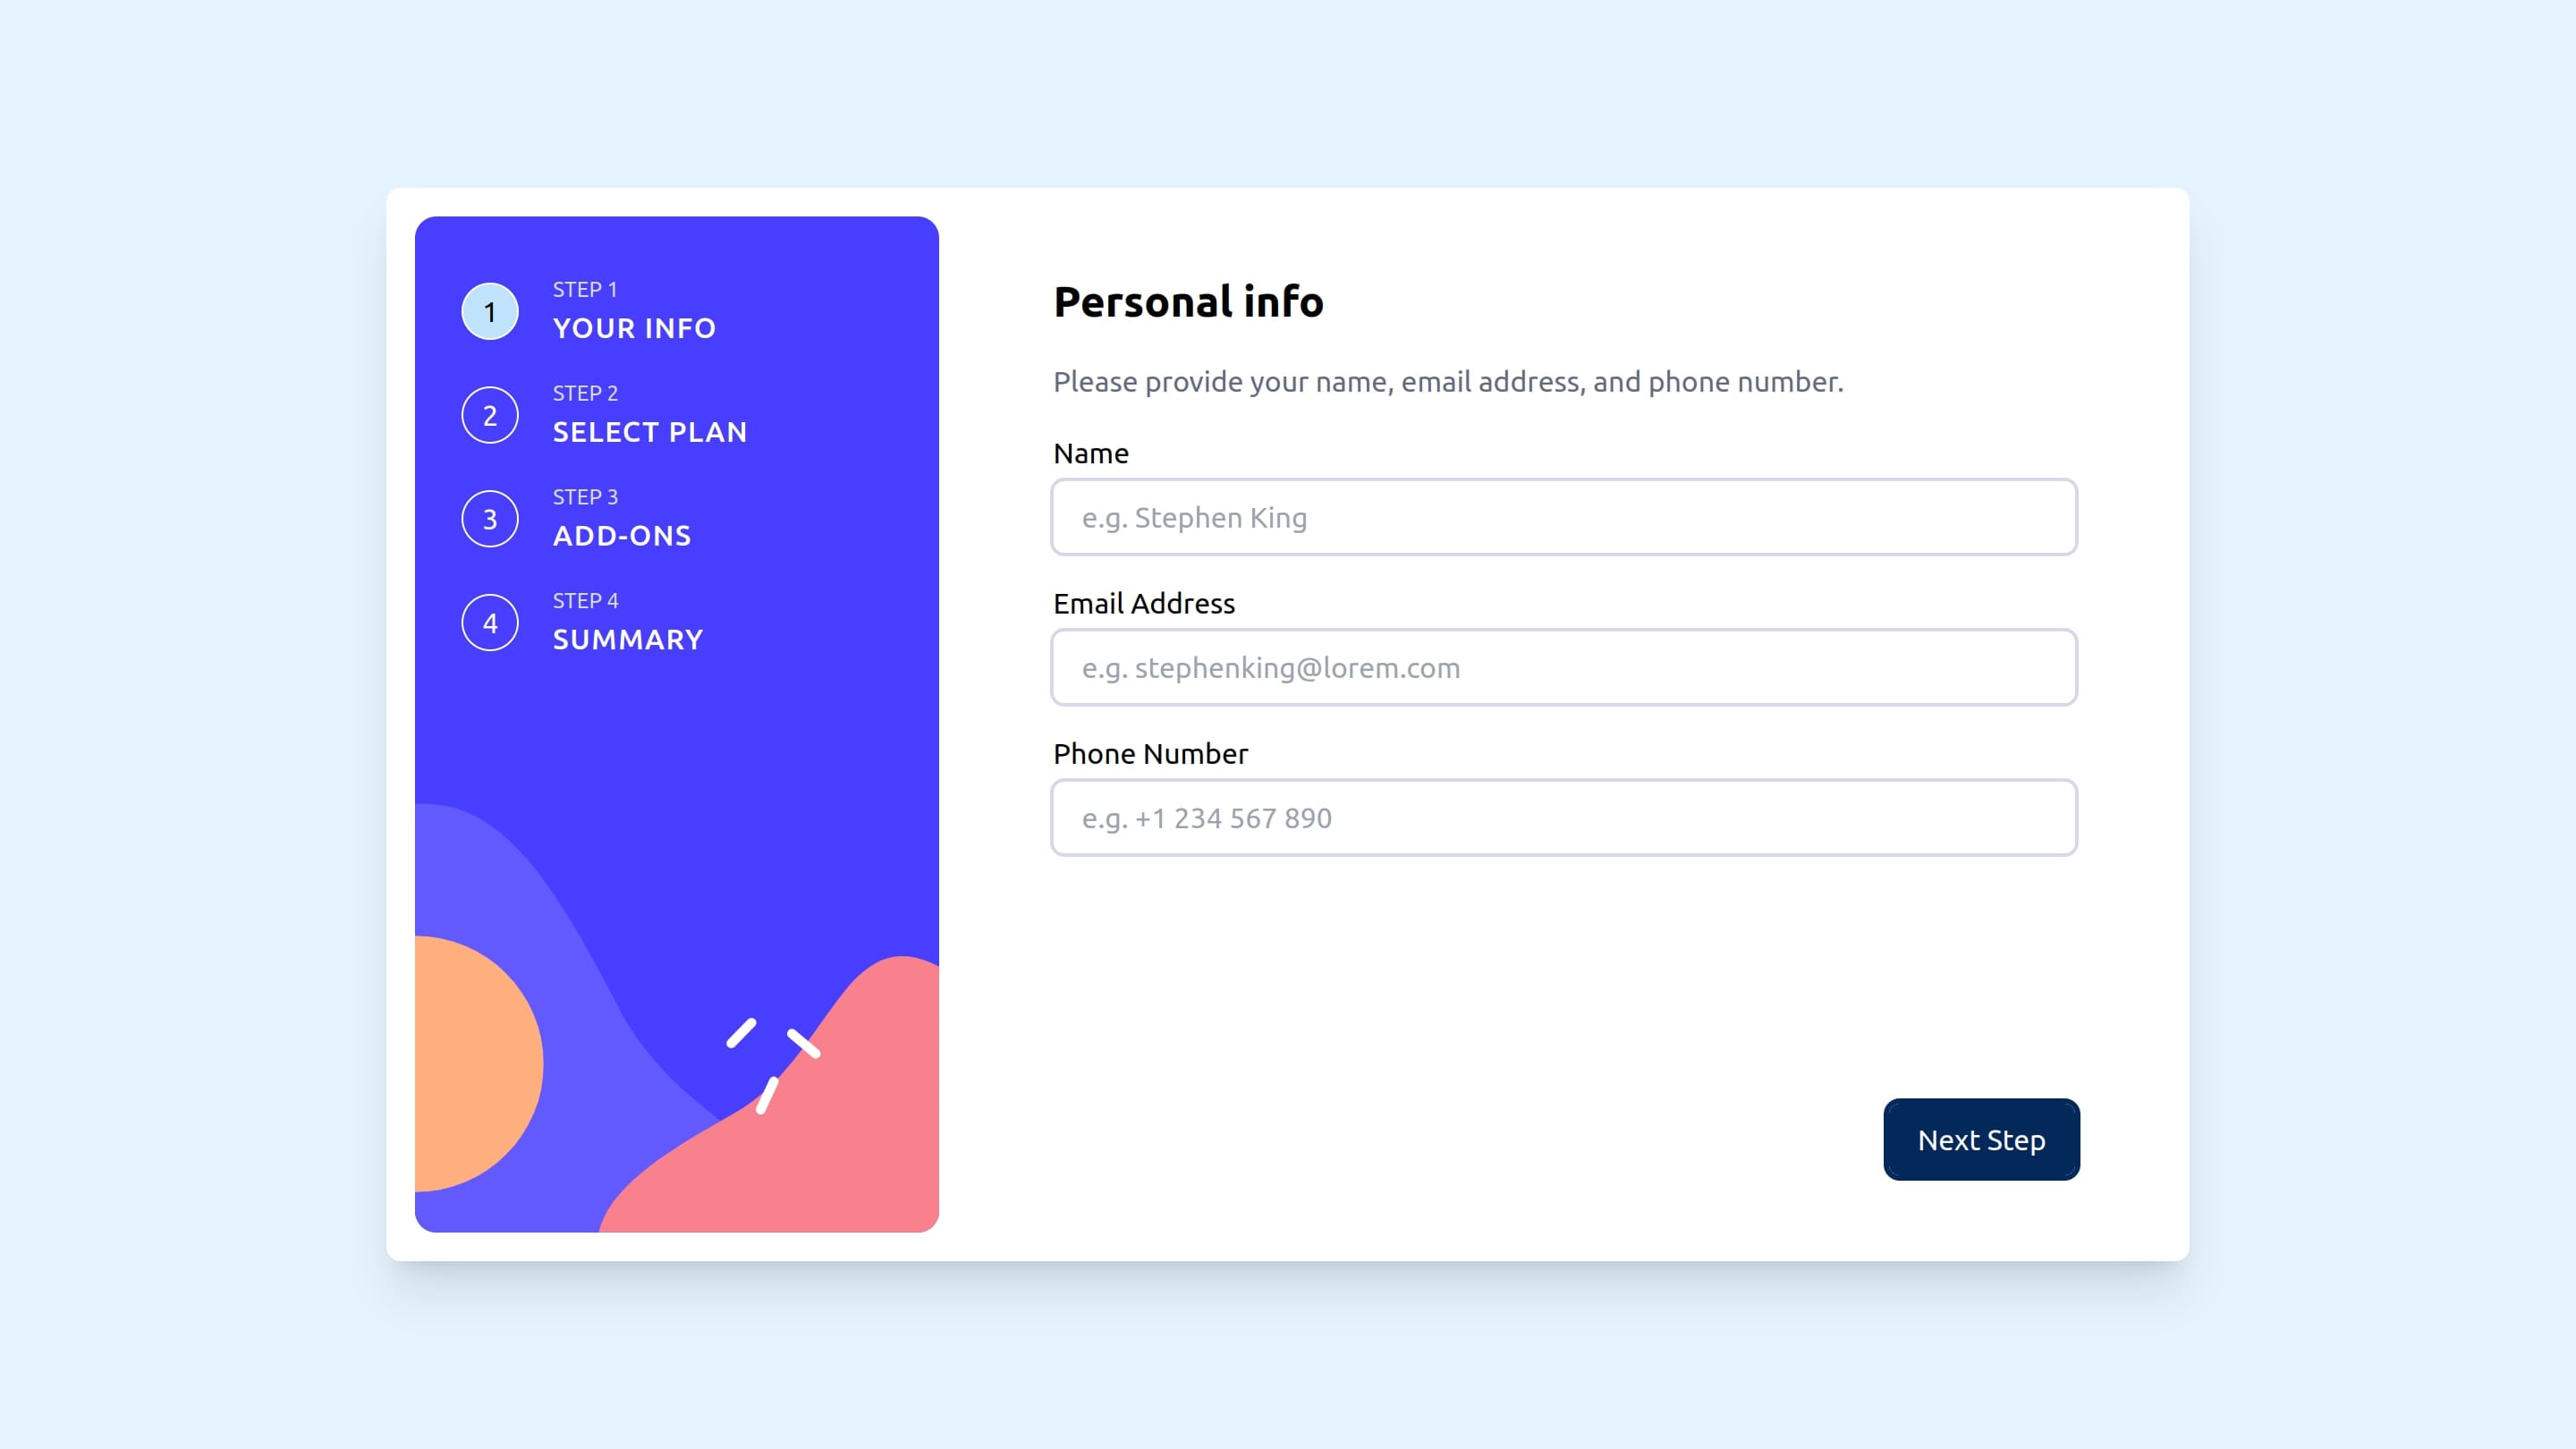 1
STEP 1
YOUR INFO
2
STEP 2
SELECT PLAN
3
STEP 3
ADD-ONS
4
STEP 4
SUMMARY
Personal info
Please provide your name, email address, and phone number.
Name
e.g. Stephen King
Email Address
e.g. stephenking@lorem.com
Phone Number
e.g. +1 234 567 890
Next Step